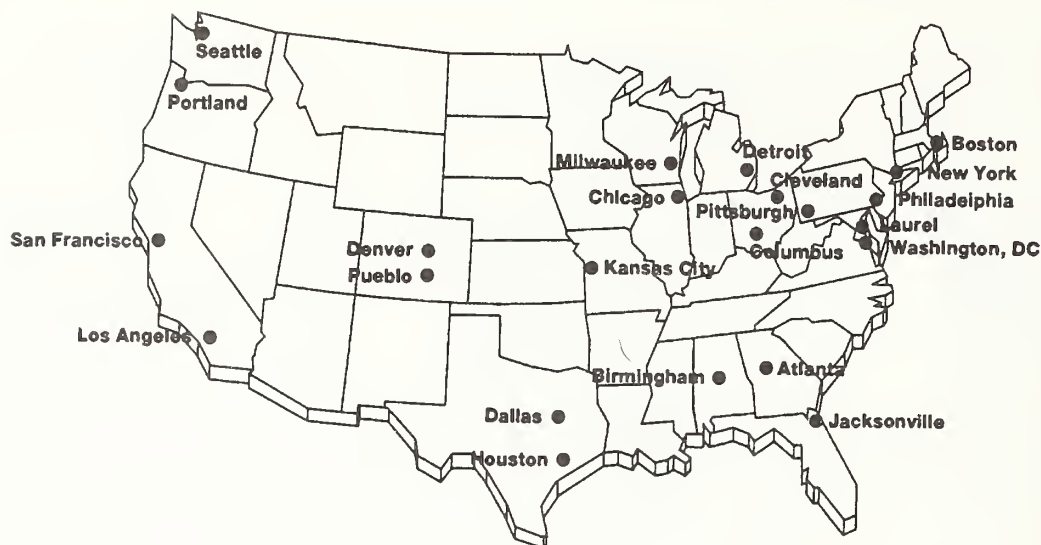 Seattle
Portland
Boston
Detroit
Milwaukee
New York
Cleveland
Chicago
Philadelphia
Pittsburgh
Laurel
San Francisco
Denver
Columbus
Washington, DC
Pueblo
Kansas City
Los Angeles
Birmingham
Atlanta
Dallas
Jacksonville
Houston